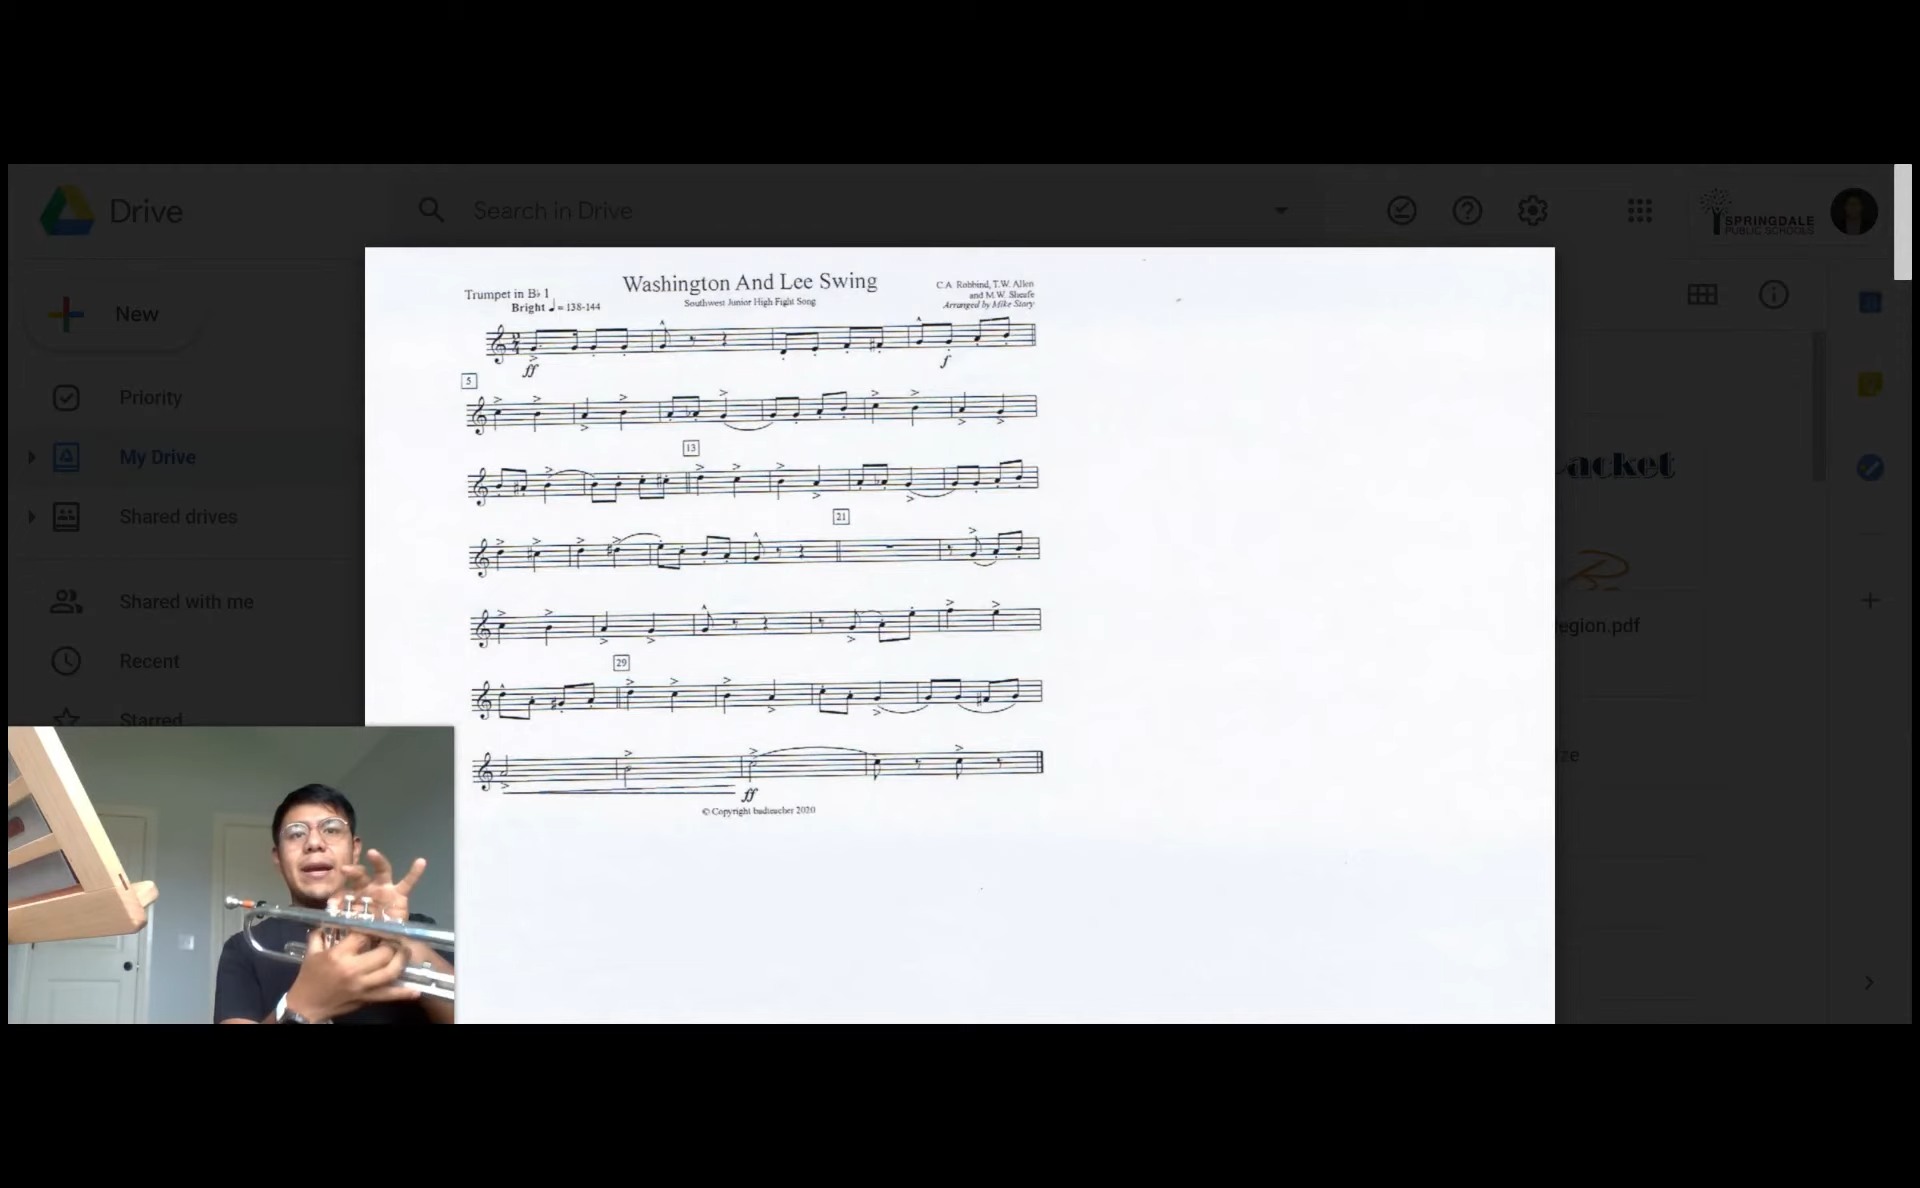 Drive
Search in Drive
SPRINGDALE
PUBLIC SCHOOLS
New
Priority
My Drive
Shared drives
Shared with me
Recent
Starred
Washington And Lee Swing
Southwest Junior High Fight Song
Trumpet in B♭ 1
Bright ♩ = 138-144
C.A. Robbind, T.W. Allen
and M.W. Sheafe
Arranged by Mike Story
ff
f
5
13
21
29
ff
© Copyright
2020
acket
egion.pdf
ze